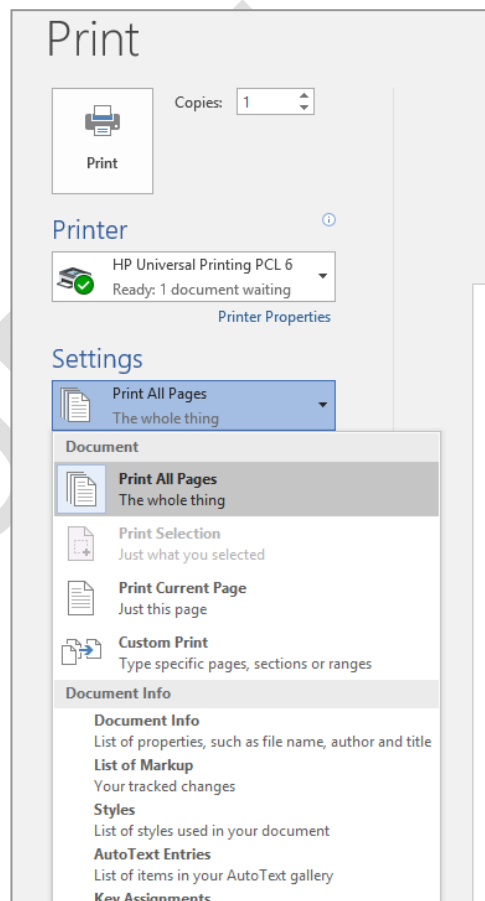 Print
Copies: 1
Print
Printer
HP Universal Printing PCL 6
Ready: 1 document waiting
Printer Properties
Settings
Print All Pages
The whole thing
Document
Print All Pages
The whole thing
Print Selection
Just what you selected
Print Current Page
Just this page
Custom Print
Type specific pages, sections or ranges
Document Info
Document Info
List of properties, such as file name, author and title
List of Markup
Your tracked changes
Styles
List of styles used in your document
AutoText Entries
List of items in your AutoText gallery
Key Assignments